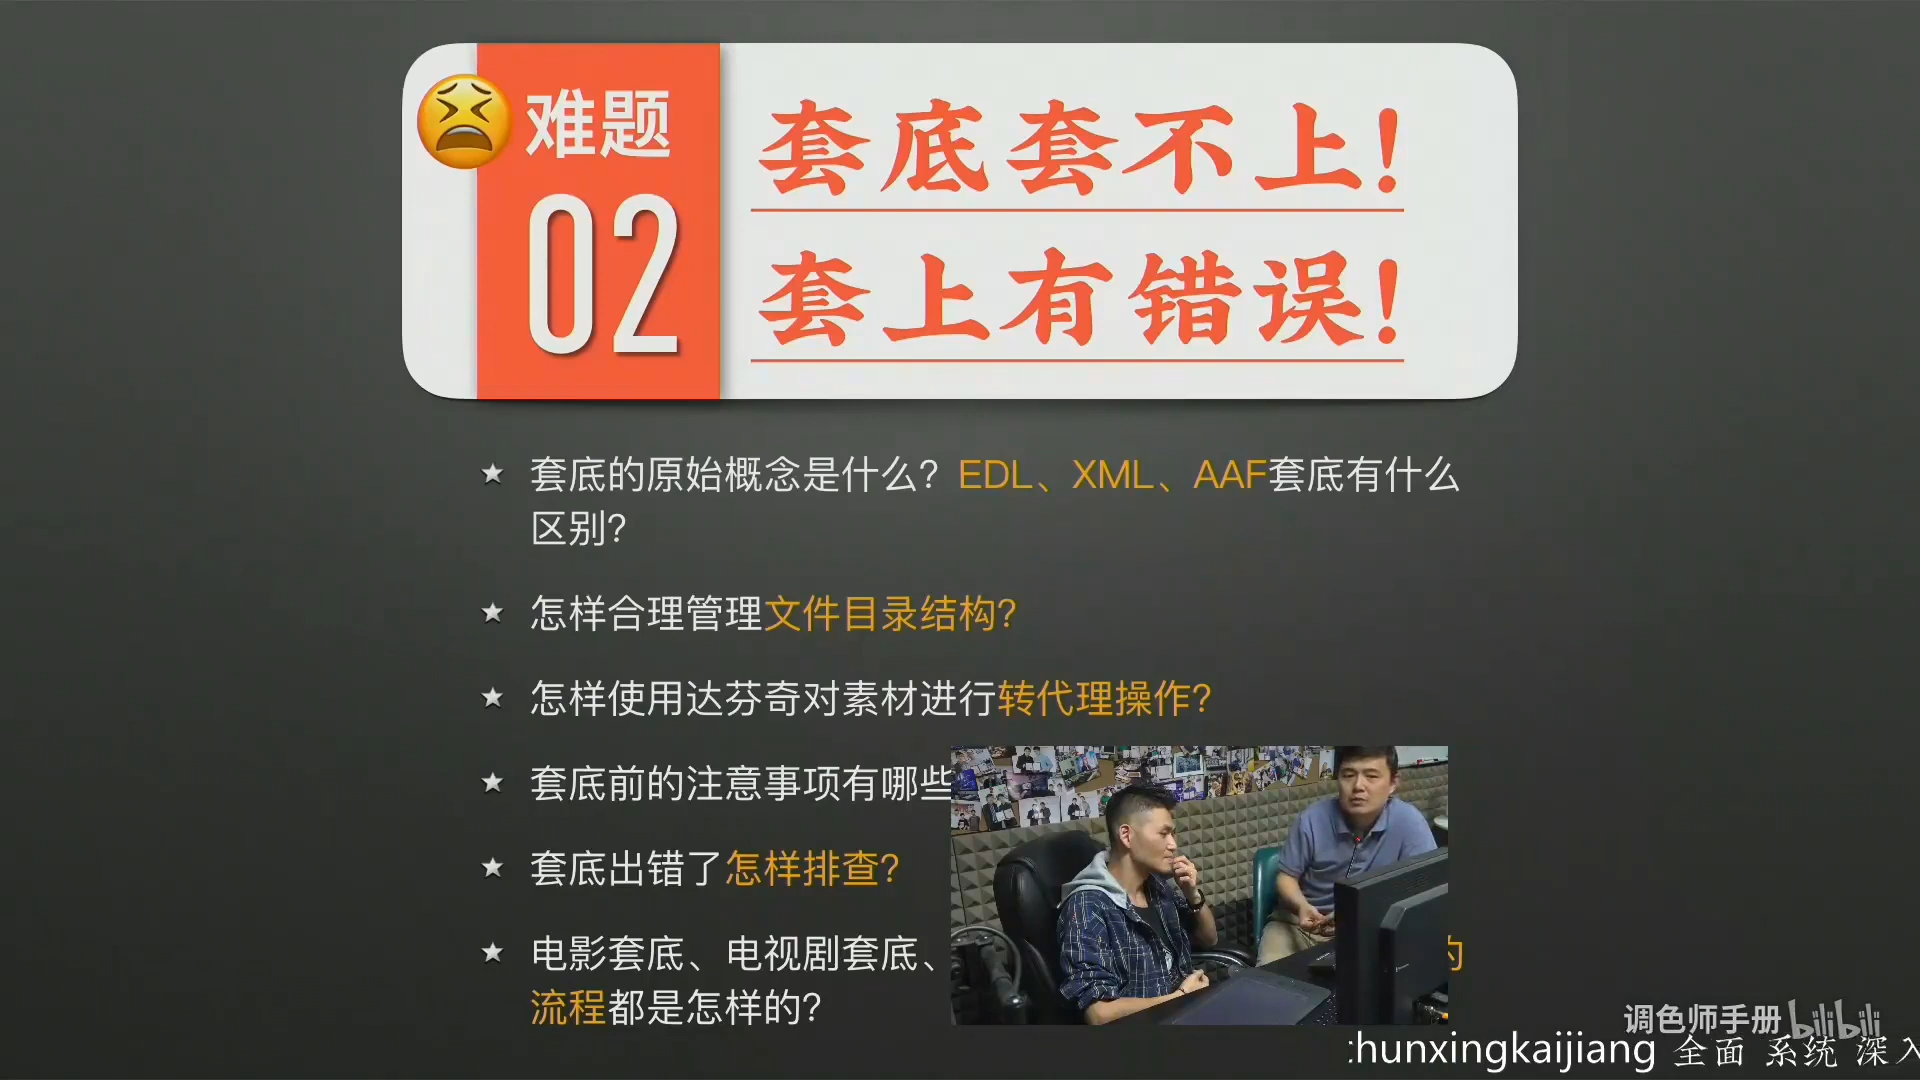 难题
02
套底套不上!
套上有错误!
★ 套底的原始概念是什么? EDL、XML、AAF套底有什么
区别?
★ 怎样合理管理文件目录结构?
★ 怎样使用达芬奇对素材进行转代理操作?
★ 套底前的注意事项有哪些
★ 套底出错了怎样排查?
★ 电影套底、电视剧套底、
流程都是怎样的?
调色师手册 bilibili
hunxingkaijiang 全面 系统 深入